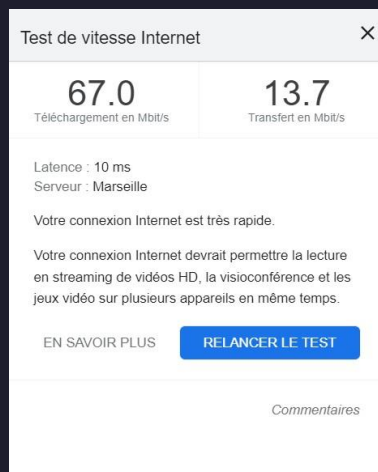 Test de vitesse Internet
67.0
Téléchargement en Mbit/s
13.7
Transfert en Mbit/s
Latence : 10 ms
Serveur : Marseille
Votre connexion Internet est très rapide.
Votre connexion Internet devrait permettre la lecture
en streaming de vidéos HD, la visioconférence et les
jeux vidéo sur plusieurs appareils en même temps.
EN SAVOIR PLUS
RELANCER LE TEST
Commentaires